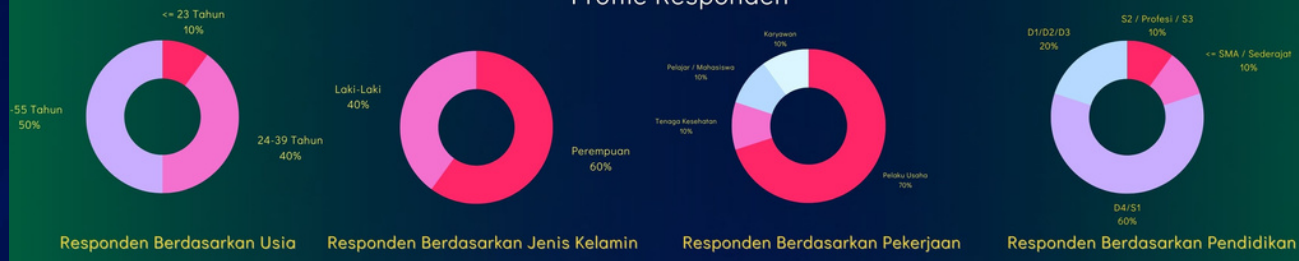 Profile Responden
<= 23 Tahun
10%
-55 Tahun
50%
24-39 Tahun
40%
Responden Berdasarkan Usia
Laki-Laki
40%
Perempuan
60%
Responden Berdasarkan Jenis Kelamin
Karyawan
10%
Pelajar / Mahasiswa
10%
Tenaga Kesehatan
10%
Pelaku Usaha
70%
Responden Berdasarkan Pekerjaan
S2 / Profesi / S3
10%
D1/D2/D3
20%
<= SMA / Sederajat
10%
D4/S1
60%
Responden Berdasarkan Pendidikan